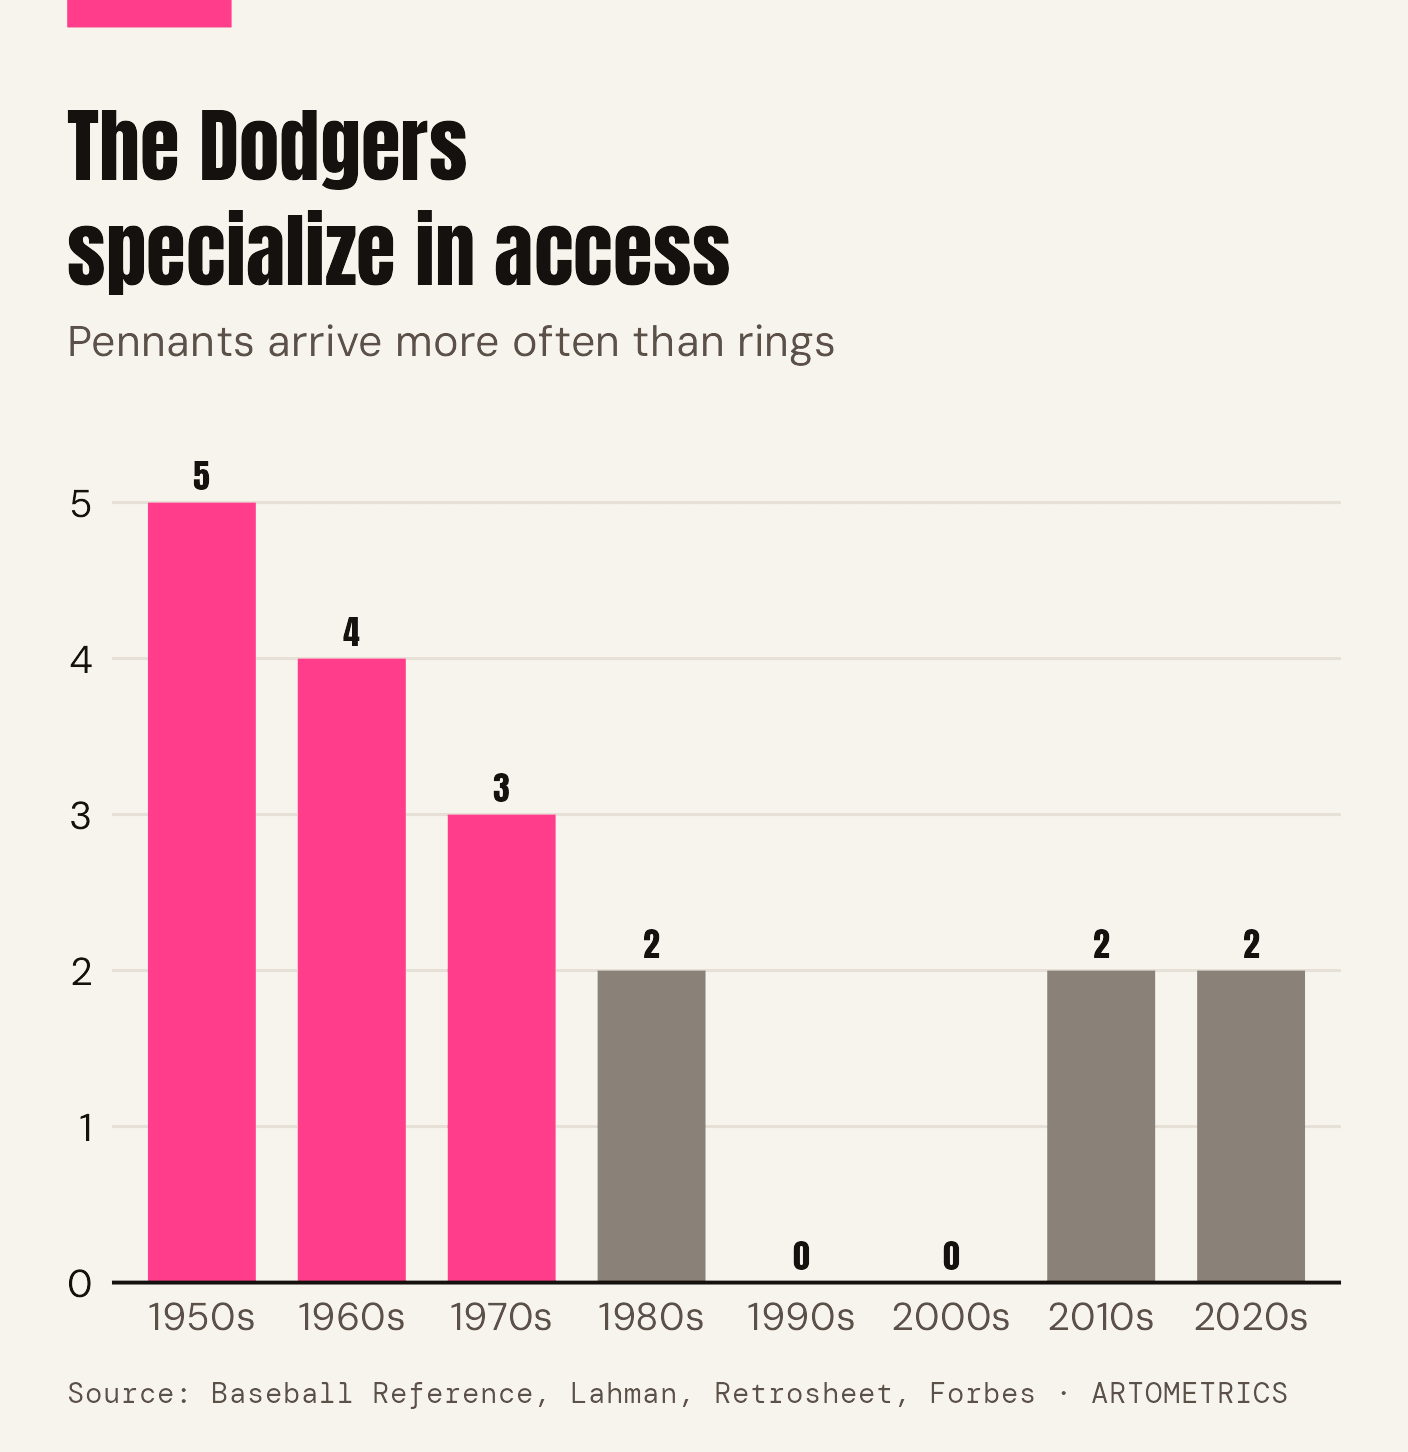 The Dodgers
specialize in access
Pennants arrive more often than rings
5
4
3
2
1
0
5
4
3
2
0
0
2
2
1950s 1960s 1970s 1980s 1990s 2000s 2010s 2020s
Source: Baseball Reference, Lahman, Retrosheet, Forbes · ARTOMETRICS